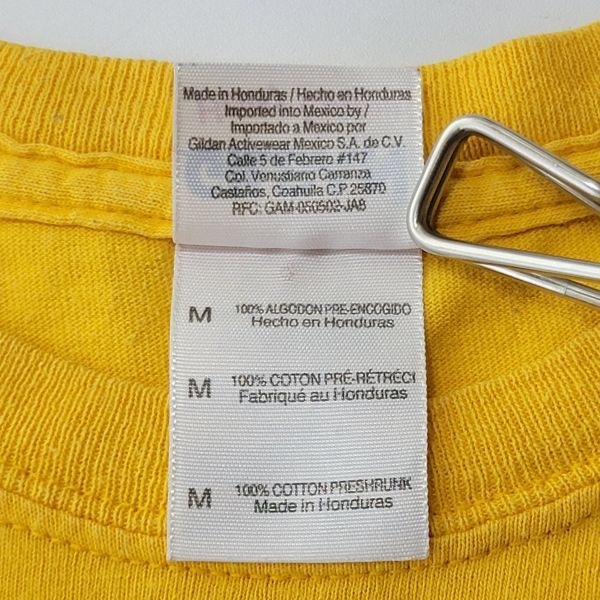 Made in Honduras / Hecho en Honduras
Imported into Mexico by /
Importado a Mexico por
Gildan Activewear Mexico S.A. de C.V.
Calle 5 de Febrero #147
Col. Venustiano Carranza
Castaños, Coahuila C.P. 25870
RFC: GAM-050502-JA8
M 100% ALGODON PRE-ENCOGIDO
Hecho en Honduras
M 100% COTON PRÉ-RÉTRÉCI
Fabriqué au Honduras
M 100% COTTON PRESHRUNK
Made in Honduras